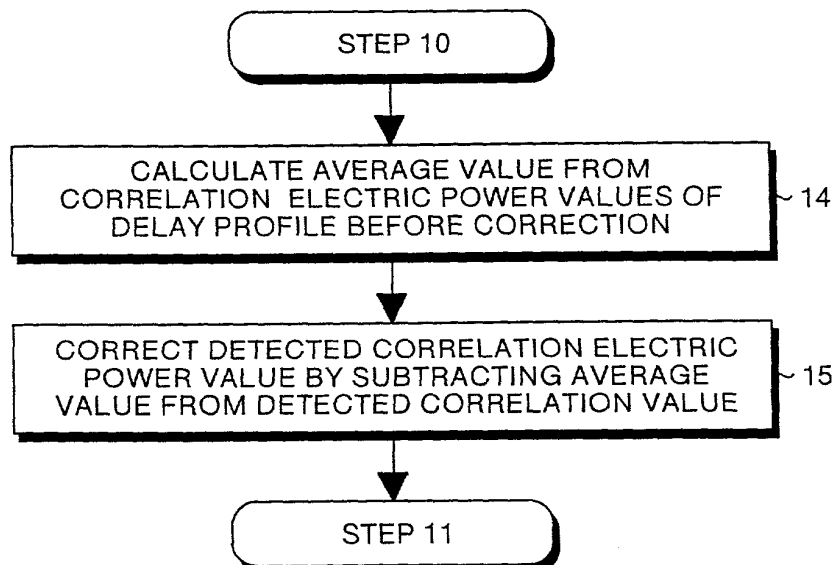 STEP 10
CALCULATE AVERAGE VALUE FROM
CORRELATION ELECTRIC POWER VALUES OF
DELAY PROFILE BEFORE CORRECTION
14
CORRECT DETECTED CORRELATION ELECTRIC
POWER VALUE BY SUBTRACTING AVERAGE
VALUE FROM DETECTED CORRELATION VALUE
15
STEP 11